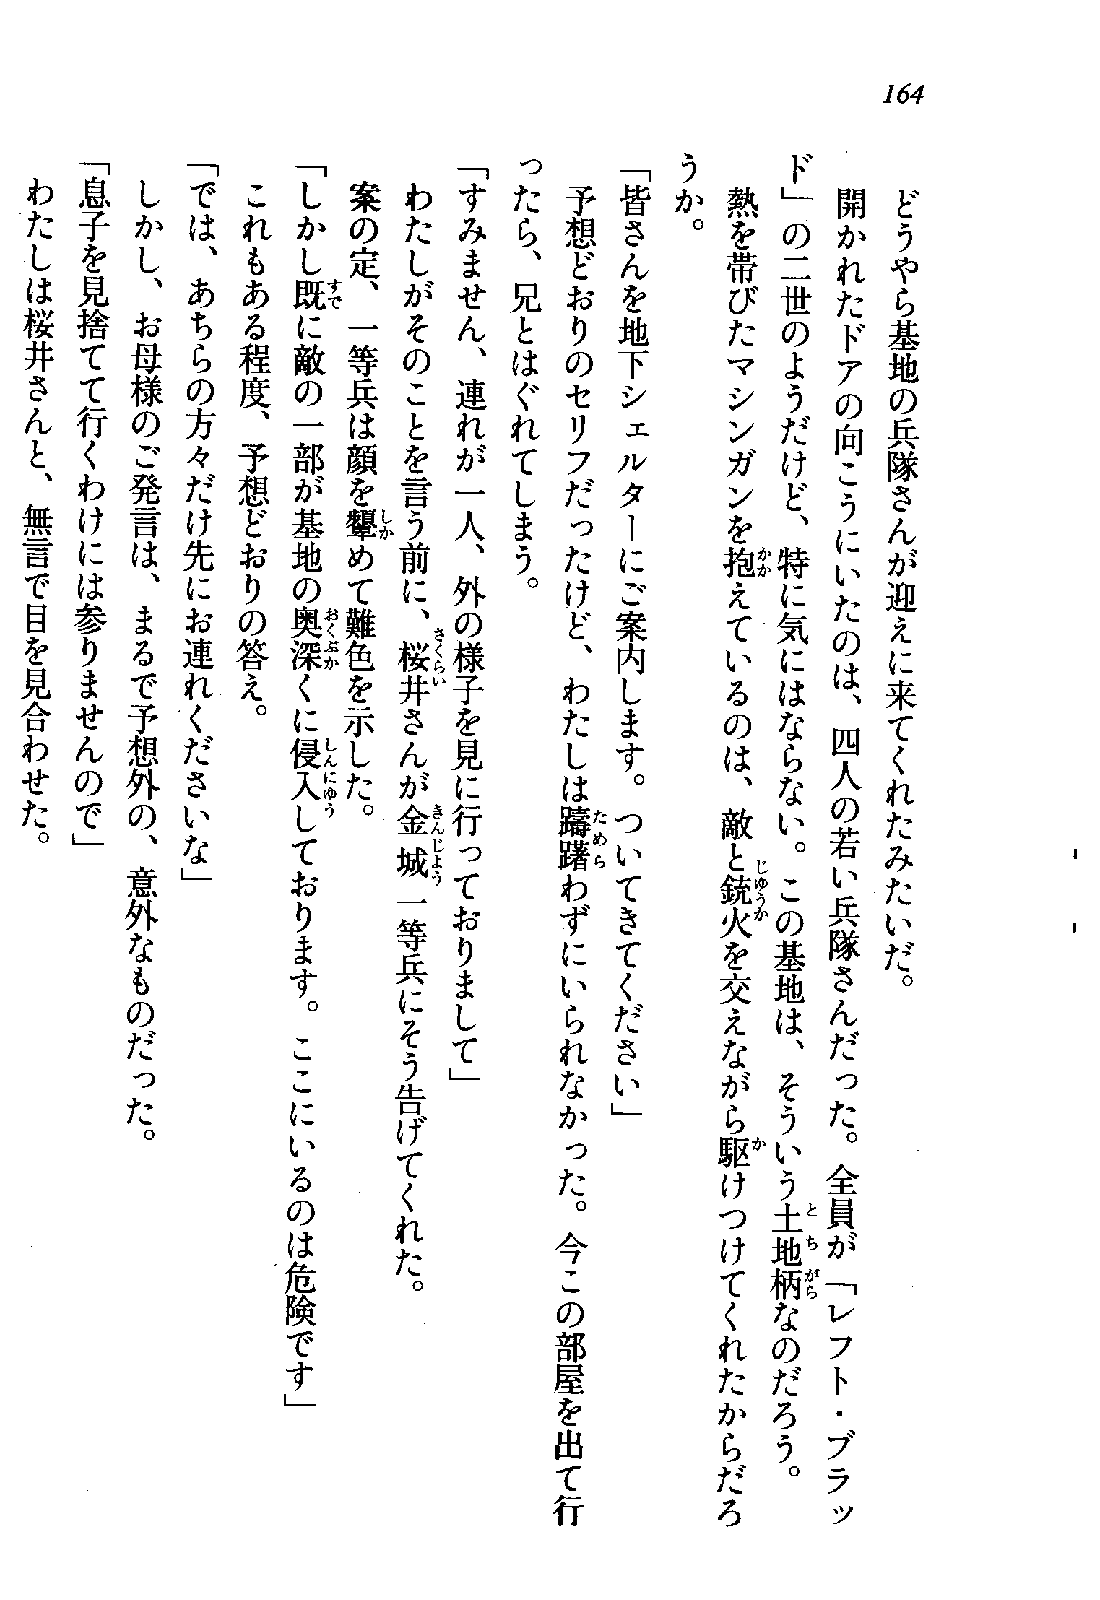 164
どうやら基地の兵隊さんが迎えに来てくれたみたいだ。
開かれたドアの向こうにいたのは、四人の若い兵隊さんだった。全員が「レフト・ブラッ
ド」の二世のようだけど、特に気にはならない。この基地は、そういう土地柄なのだろう。
熱を帯びたマシンガンを抱えているのは、敵と銃火を交えながら駆けつけてくれたからだろ
うか。
「皆さんを地下シェルターにご案内します。ついてきてください」
予想どおりのセリフだったけど、わたしは躊躇わずにいられなかった。今この部屋を出て行
ったら、兄とはぐれてしまう。
「すみません、連れが一人、外の様子を見に行っておりまして」
わたしがそのことを言う前に、桜井さんが金城一等兵にそう告げてくれた。
案の定、一等兵は顔を顰めて難色を示した。
「しかし既に敵の一部が基地の奥深くに侵入しております。ここにいるのは危険です」
これもある程度、予想どおりの答え。
「では、あちらの方々だけ先にお連れくださいな」
しかし、お母様のご発言は、まるで予想外の、意外なものだった。
「息子を見捨てて行くわけには参りませんので」
わたしは桜井さんと、無言で目を見合わせた。